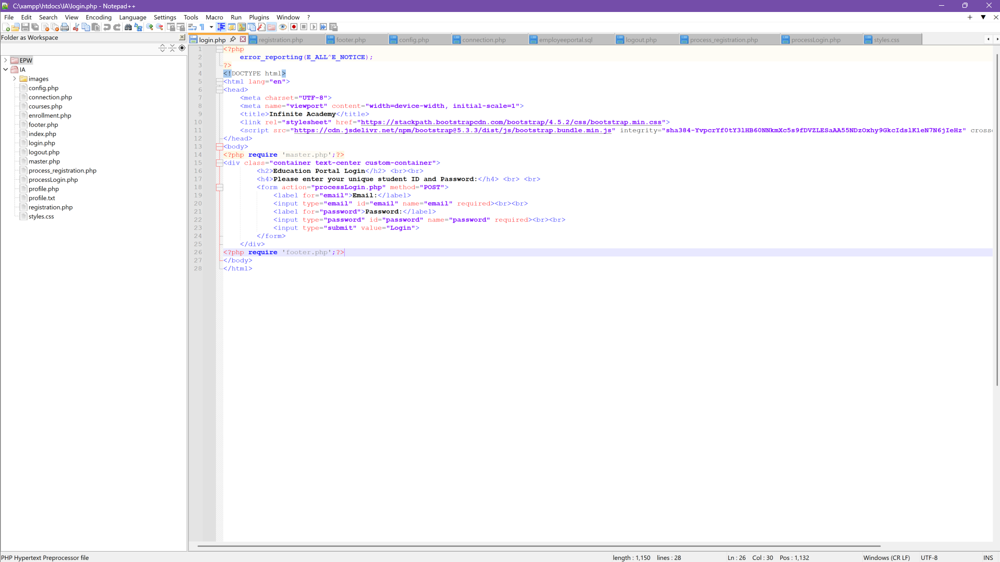 C:\xampp\htdocs\IA\login.php - Notepad++
File Edit Search View Encoding Language Settings Tools Macro Run Plugins Window ?
Folder as Workspace
EPW
IA
images
config.php
connection.php
courses.php
enrollment.php
footer.php
index.php
login.php
logout.php
master.php
process_registration.php
processLogin.php
profile.php
profile.txt
registration.php
styles.css
login.php registration.php footer.php config.php connection.php employeeportal.sql logout.php process_registration.php processLogin.php styles.css
1 <?php
2 error_reporting(E_ALL^E_NOTICE);
3 ?>
4 <!DOCTYPE html>
5 <html lang="en">
6 <head>
7 <meta charset="UTF-8">
8 <meta name="viewport" content="width=device-width, initial-scale=1">
9 <title>Infinite Academy</title>
10 <link rel="stylesheet" href="https://stackpath.bootstrapcdn.com/bootstrap/4.5.2/css/bootstrap.min.css">
11 <script src="https://cdn.jsdelivr.net/npm/bootstrap@5.3.3/dist/js/bootstrap.bundle.min.js" integrity="sha384-YvpcrYf0tY3lHB60NNkmXc5s9fDVZLESaAA55NDzOxhy9GkcIdslK1eN7N6jIeHz" cross
12 </head>
13 <body>
14 <?php require 'master.php';?>
15 <div class="container text-center custom-container">
16 <h2>Education Portal Login</h2> <br><br>
17 <h4>Please enter your unique student ID and Password:</h4> <br> <br>
18 <form action="processLogin.php" method="POST">
19 <label for="email">Email:</label>
20 <input type="email" id="email" name="email" required><br><br>
21 <label for="password">Password:</label>
22 <input type="password" id="password" name="password" required><br><br>
23 <input type="submit" value="Login">
24 </form>
25 </div>
26 <?php require 'footer.php';?>
27 </body>
28 </html>
PHP Hypertext Preprocessor file length : 1,150 lines : 28 Ln : 26 Col : 30 Pos : 1,132 Windows (CR LF) UTF-8 INS